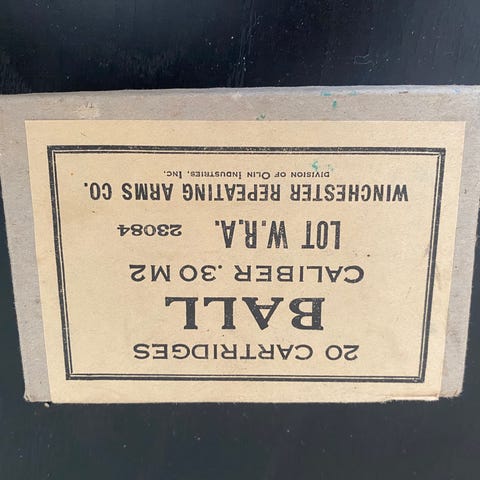 20 CARTRIDGES
BALL
CALIBER .30 M2
LOT W.R.A. 23084
WINCHESTER REPEATING ARMS CO.
DIVISION OF OLIN INDUSTRIES, INC.